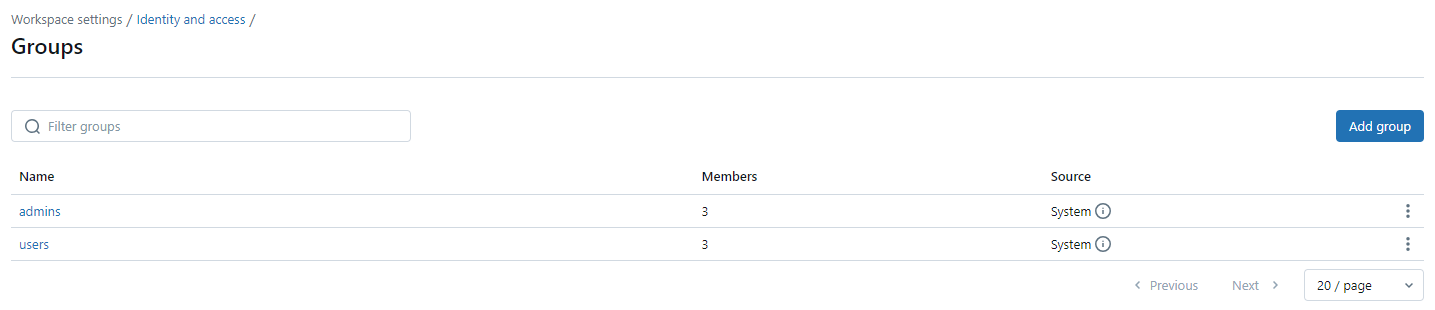 Workspace settings / Identity and access /
Groups
Filter groups
Add group
Name Members Source
admins 3 System
users 3 System
Previous Next 20 / page